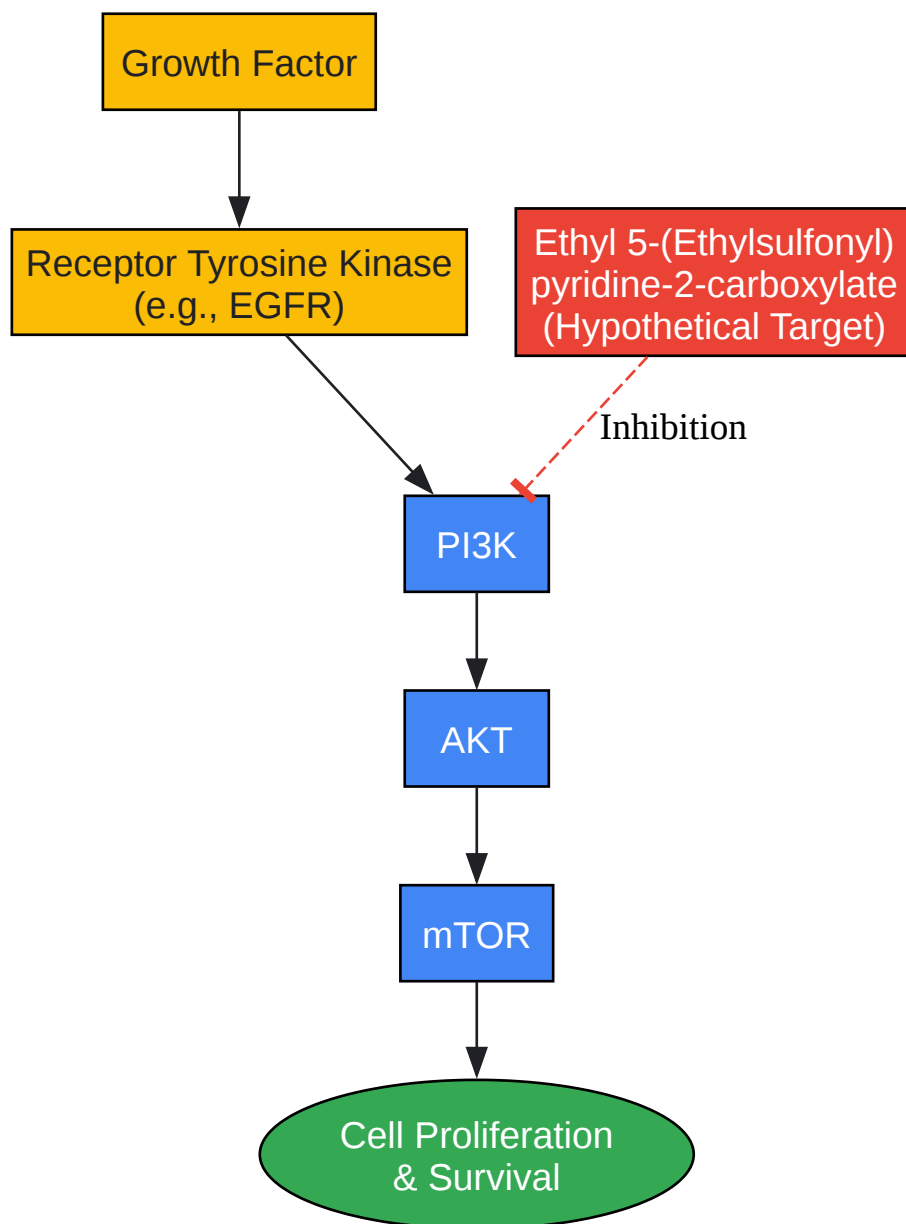 Growth Factor
Receptor Tyrosine Kinase
(e.g., EGFR)
Ethyl 5-(Ethylsulfonyl)
pyridine-2-carboxylate
(Hypothetical Target)
Inhibition
PI3K
AKT
mTOR
Cell Proliferation
& Survival